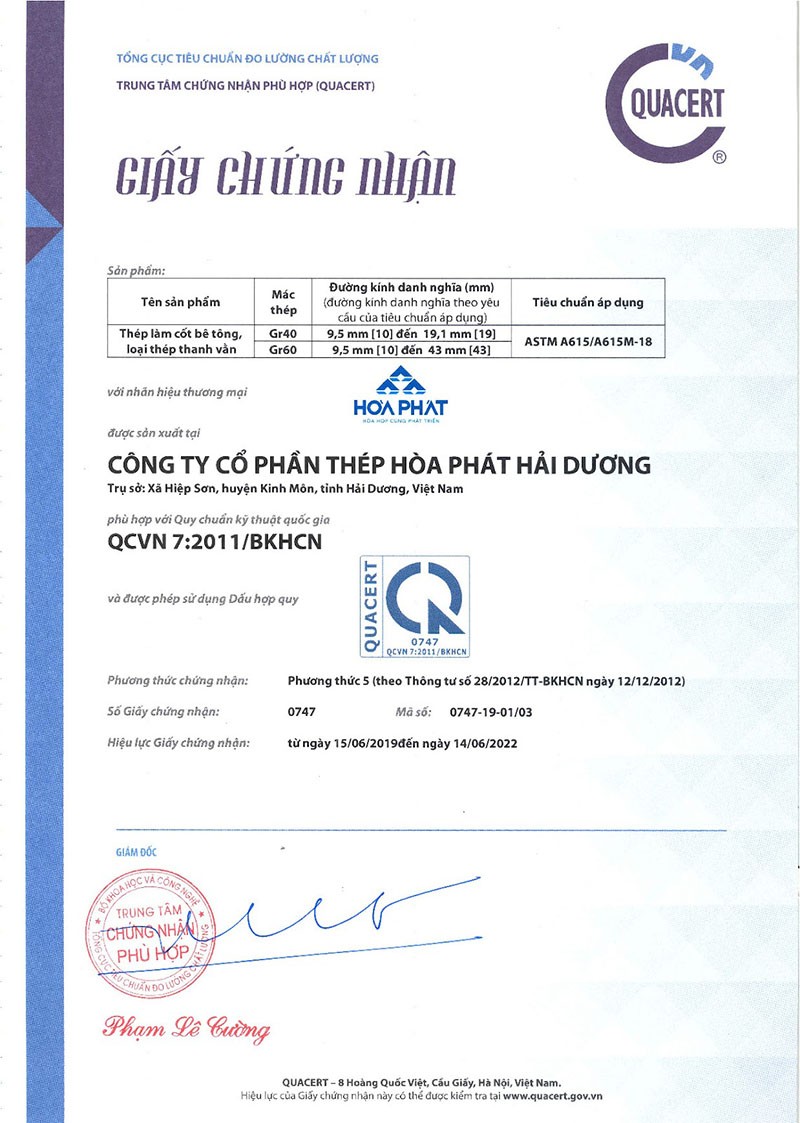 TỔNG CỤC TIÊU CHUẨN ĐO LƯỜNG CHẤT LƯỢNG
TRUNG TÂM CHỨNG NHẬN PHÙ HỢP (QUACERT)
VN
QUACERT
®
GIẤY CHỨNG NHẬN
Sản phẩm:
Tên sản phẩm
Mác thép
Đường kính danh nghĩa (mm)
(đường kính danh nghĩa theo yêu
cầu của tiêu chuẩn áp dụng)
Tiêu chuẩn áp dụng
Thép làm cốt bê tông,
loại thép thanh vằn
Gr40
9,5 mm [10] đến 19,1 mm [19]
Gr60
9,5 mm [10] đến 43 mm [43]
ASTM A615/A615M-18
với nhãn hiệu thương mại
HÒA PHÁT
HÒA HỢP CÙNG PHÁT TRIỂN
được sản xuất tại
CÔNG TY CỔ PHẦN THÉP HÒA PHÁT HẢI DƯƠNG
Trụ sở: Xã Hiệp Sơn, huyện Kinh Môn, tỉnh Hải Dương, Việt Nam
phù hợp với Quy chuẩn kỹ thuật quốc gia
QCVN 7:2011/BKHCN
và được phép sử dụng Dấu hợp quy
QUACERT
0747
QCVN 7:2011/BKHCN
Phương thức chứng nhận: Phương thức 5 (theo Thông tư số 28/2012/TT-BKHCN ngày 12/12/2012)
Số Giấy chứng nhận: 0747 Mã số: 0747-19-01/03
Hiệu lực Giấy chứng nhận: từ ngày 15/06/2019đến ngày 14/06/2022
GIÁM ĐỐC
BỘ KHOA HỌC VÀ CÔNG NGHỆ
TRUNG TÂM
CHỨNG NHẬN
PHÙ HỢP
TỔNG CỤC TIÊU CHUẨN ĐO LƯỜNG CHẤT LƯỢNG
Phạm Lê Cường
QUACERT – 8 Hoàng Quốc Việt, Cầu Giấy, Hà Nội, Việt Nam.
Hiệu lực của Giấy chứng nhận này có thể được kiểm tra tại www.quacert.gov.vn